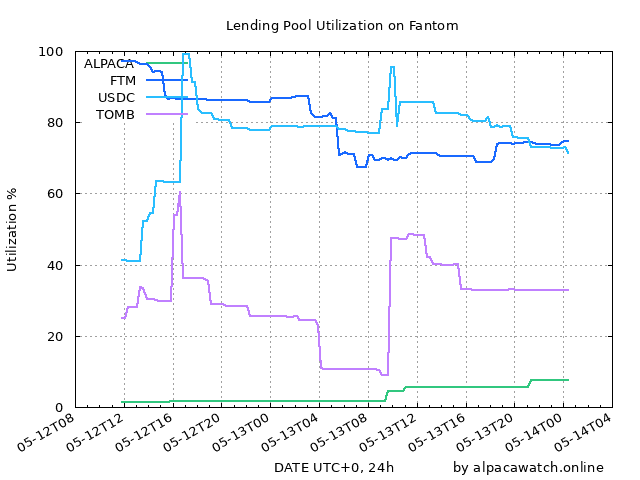 Lending Pool Utilization on Fantom
Utilization %
100
80
60
40
20
0
ALPACA
FTM
USDC
TOMB
05-12T08
05-12T12
05-12T16
05-12T20
05-13T00
05-13T04
05-13T08
05-13T12
05-13T16
05-13T20
05-14T00
05-14T04
DATE UTC+0, 24h
by alpacawatch.online